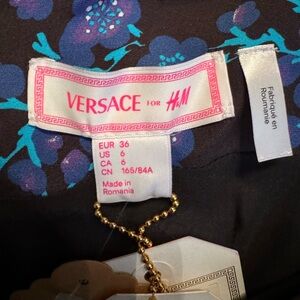 VERSACE FOR H&M
EUR 36
US 6
CA 6
CN 165/84A
Made in
Romania
Fabriqué en
Roumanie